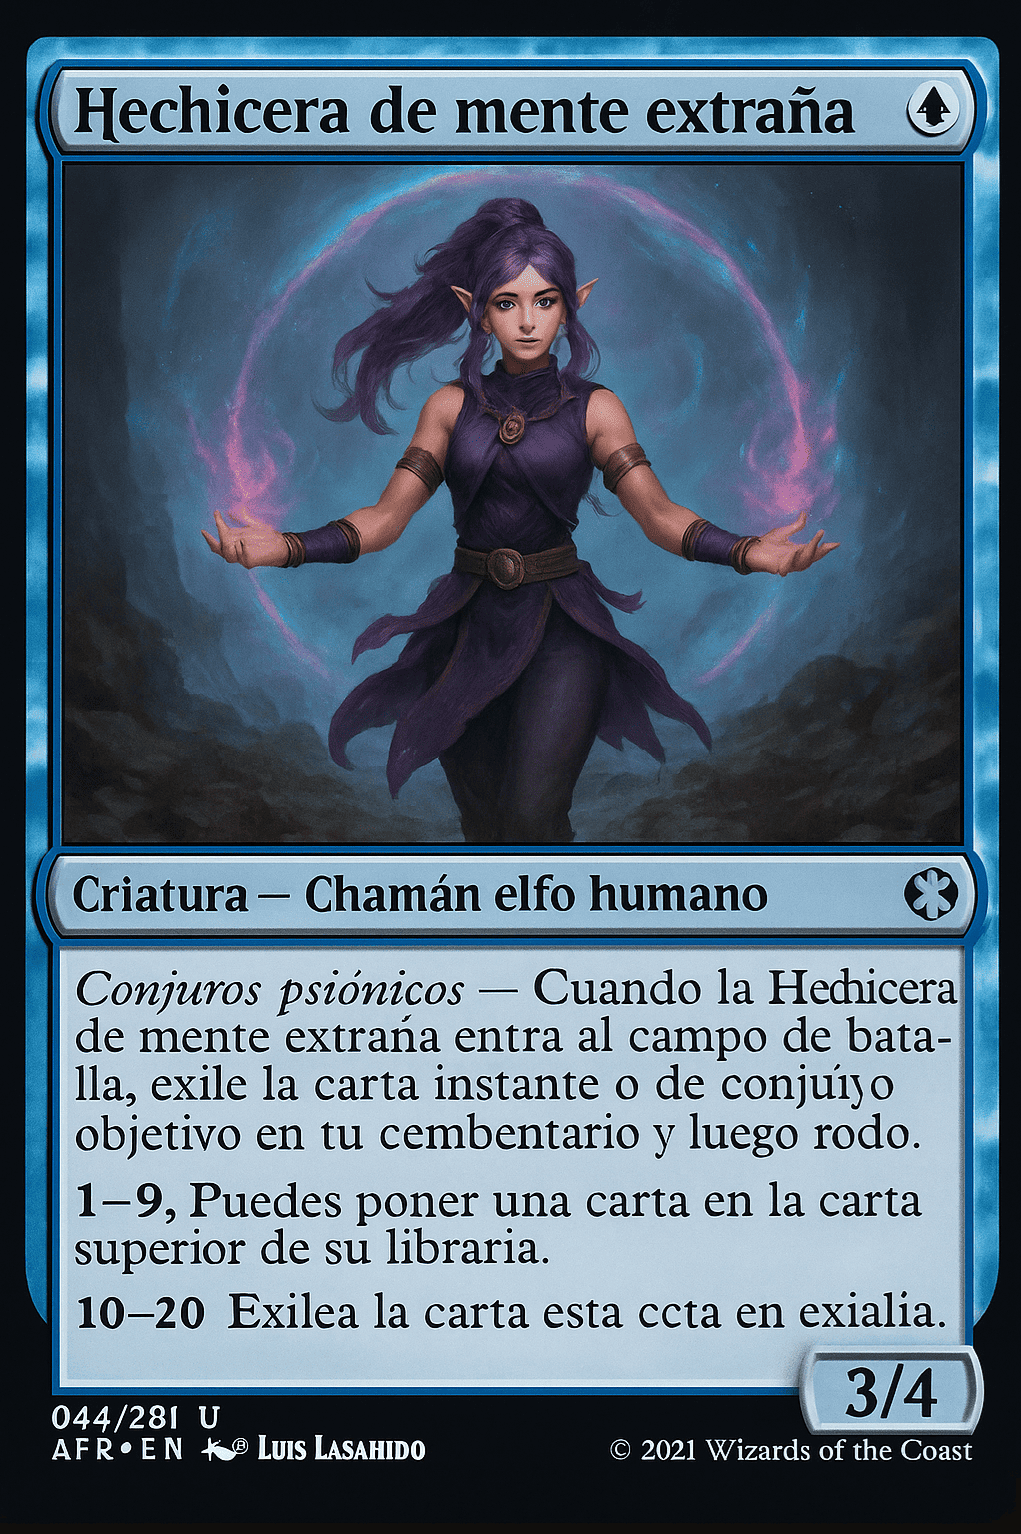 Hechicera de mente extraña
Criatura — Chamán elfo humano
Conjuros psiónicos — Cuando la Hechicera
de mente extrańa entra al campo de bata-
lla, exile la carta instante o de
objetivo en tu cembentario y luego rodo.
1–9, Puedes poner una carta en la carta
superior de su libraria.
10–20 Exilea la carta esta ccta en exialia.
3/4
044/281 U
AFR•EN LUIS LASAHIDO
© 2021 Wizards of the Coast